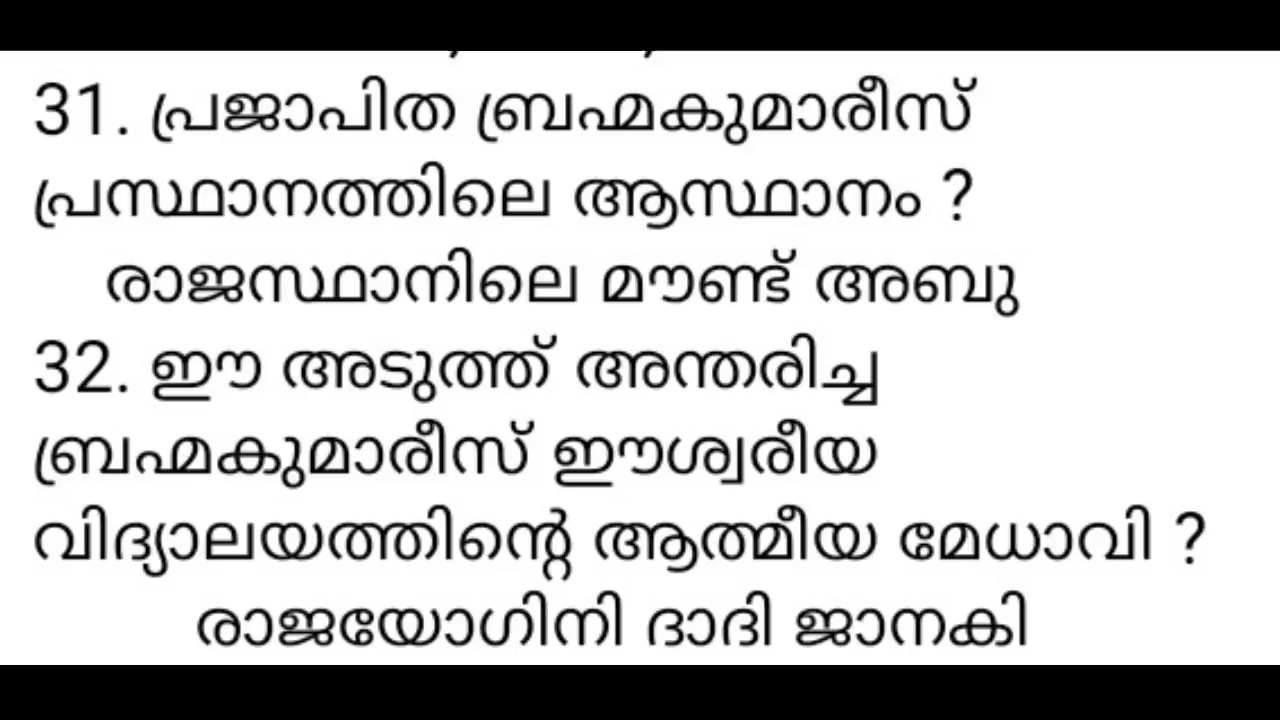 31. പ്രജാപിത ബ്രഹ്മകുമാരീസ്
പ്രസ്ഥാനത്തിലെ ആസ്ഥാനം ?
രാജസ്ഥാനിലെ മൗണ്ട് അബു
32. ഈ അടുത്ത് അന്തരിച്ച
ബ്രഹ്മകുമാരീസ് ഈശ്വരീയ
വിദ്യാലയത്തിന്റെ ആത്മീയ മേധാവി ?
രാജയോഗിനി ദാദി ജാനകി